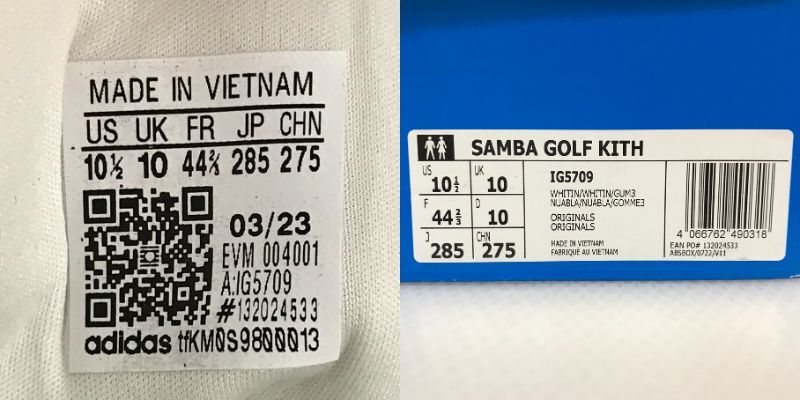 MADE IN VIETNAM
US UK FR JP CHN
10½ 10 44⅔ 285 275
03/23
EVM 004001
A:IG5709
#132024533
adidas tfKM0S9800013
SAMBA GOLF KITH
US 10½ UK 10
F 44⅔ D 10
J 285 CHN 275
IG5709
WHITIN/WHITIN/GUM3
NUABLA/NUABLA/GOMME3
ORIGINALS
ORIGINALS
MADE IN VIETNAM
FABRIQUE AU VIETNAM
4 066762 490318
EAN PO# 132024533
ABSBOX/0722/V11